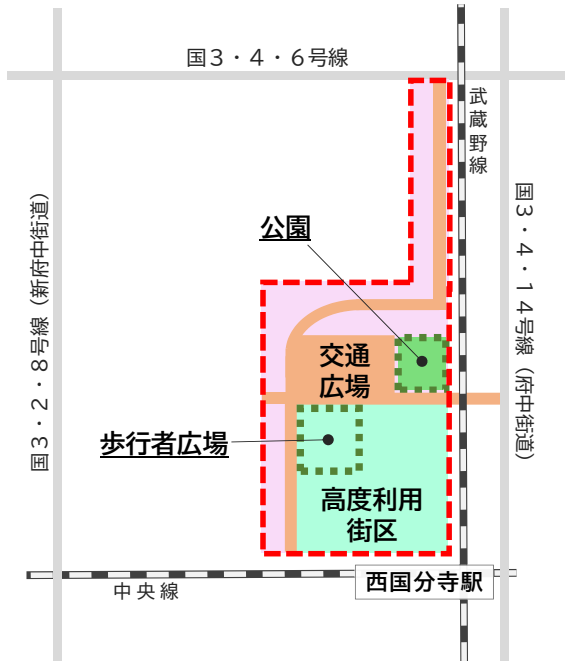 国３・４・６号線
武蔵野線
国３・２・８号線（新府中街道）
国３・４・１４号線（府中街道）
公園
交通
広場
歩行者広場
高度利用
街区
西国分寺駅
中央線